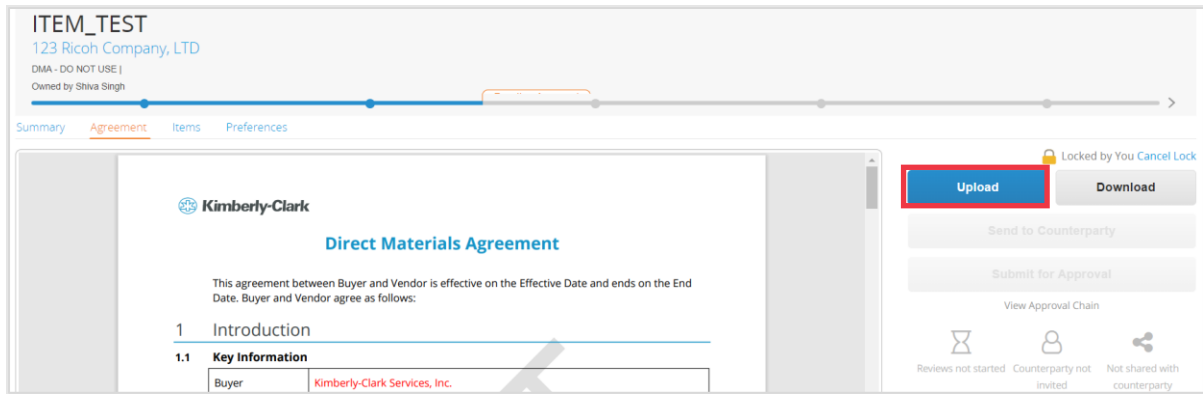 ITEM_TEST
123 Ricoh Company, LTD
DMA - DO NOT USE |
Owned by Shiva Singh
Summary Agreement Items Preferences
Locked by You Cancel Lock
Upload Download
Kimberly-Clark
Direct Materials Agreement
Send to Counterparty
This agreement between Buyer and Vendor is effective on the Effective Date and ends on the End
Date. Buyer and Vendor agree as follows:
Submit for Approval
View Approval Chain
1 Introduction
1.1 Key Information
Buyer Kimberly-Clark Services, Inc.
Reviews not started
Counterparty not
invited
Not shared with
counterparty